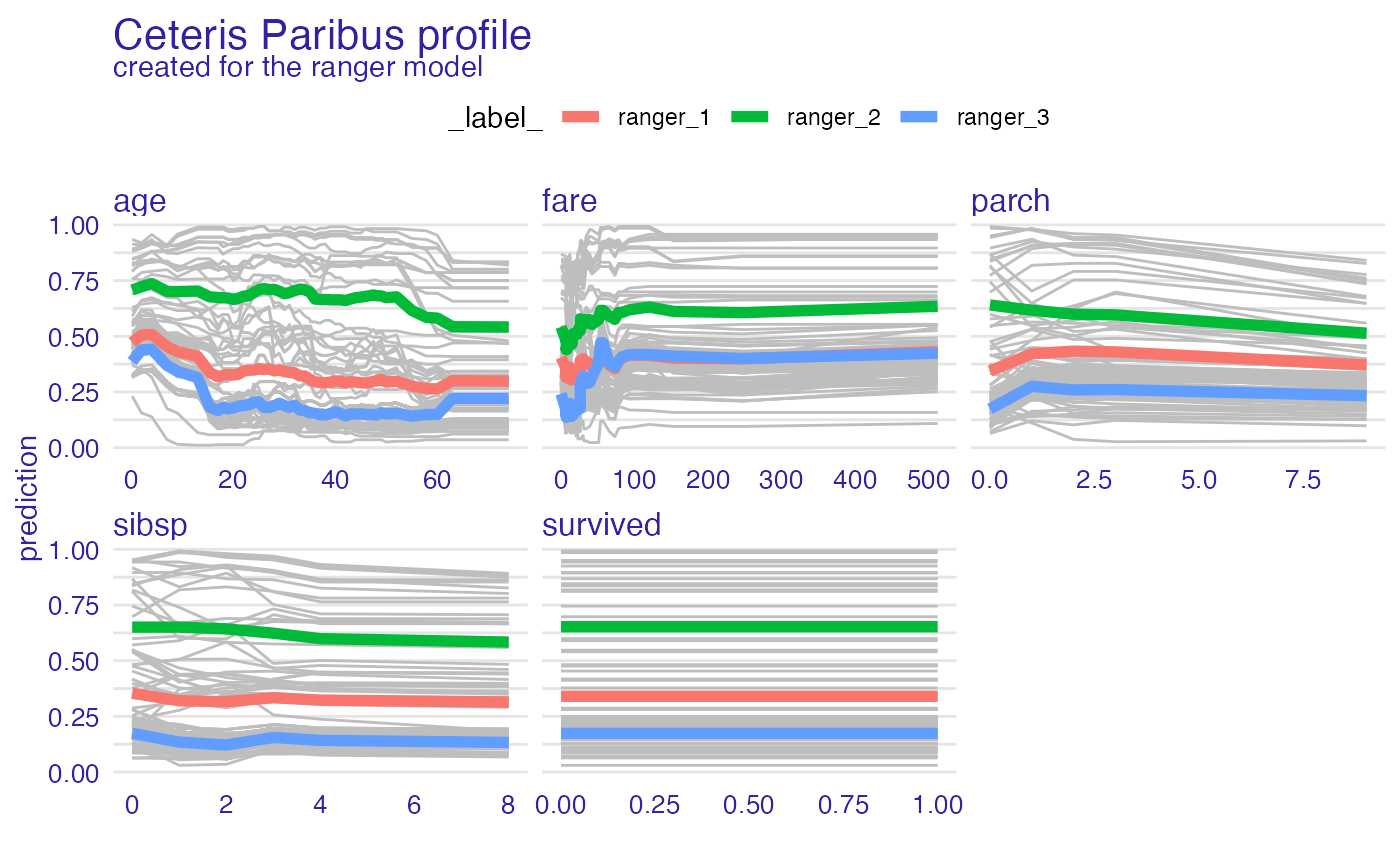 Ceteris Paribus profile
created for the ranger model
_label_ ranger_1 ranger_2 ranger_3
age fare parch
1.00
0.75
0.50
0.25
0.00
0 20 40 60 0 100 200 300 400 500 0.0 2.5 5.0 7.5
prediction
sibsp survived
1.00
0.75
0.50
0.25
0.00
0 2 4 6 8 0.00 0.25 0.50 0.75 1.00